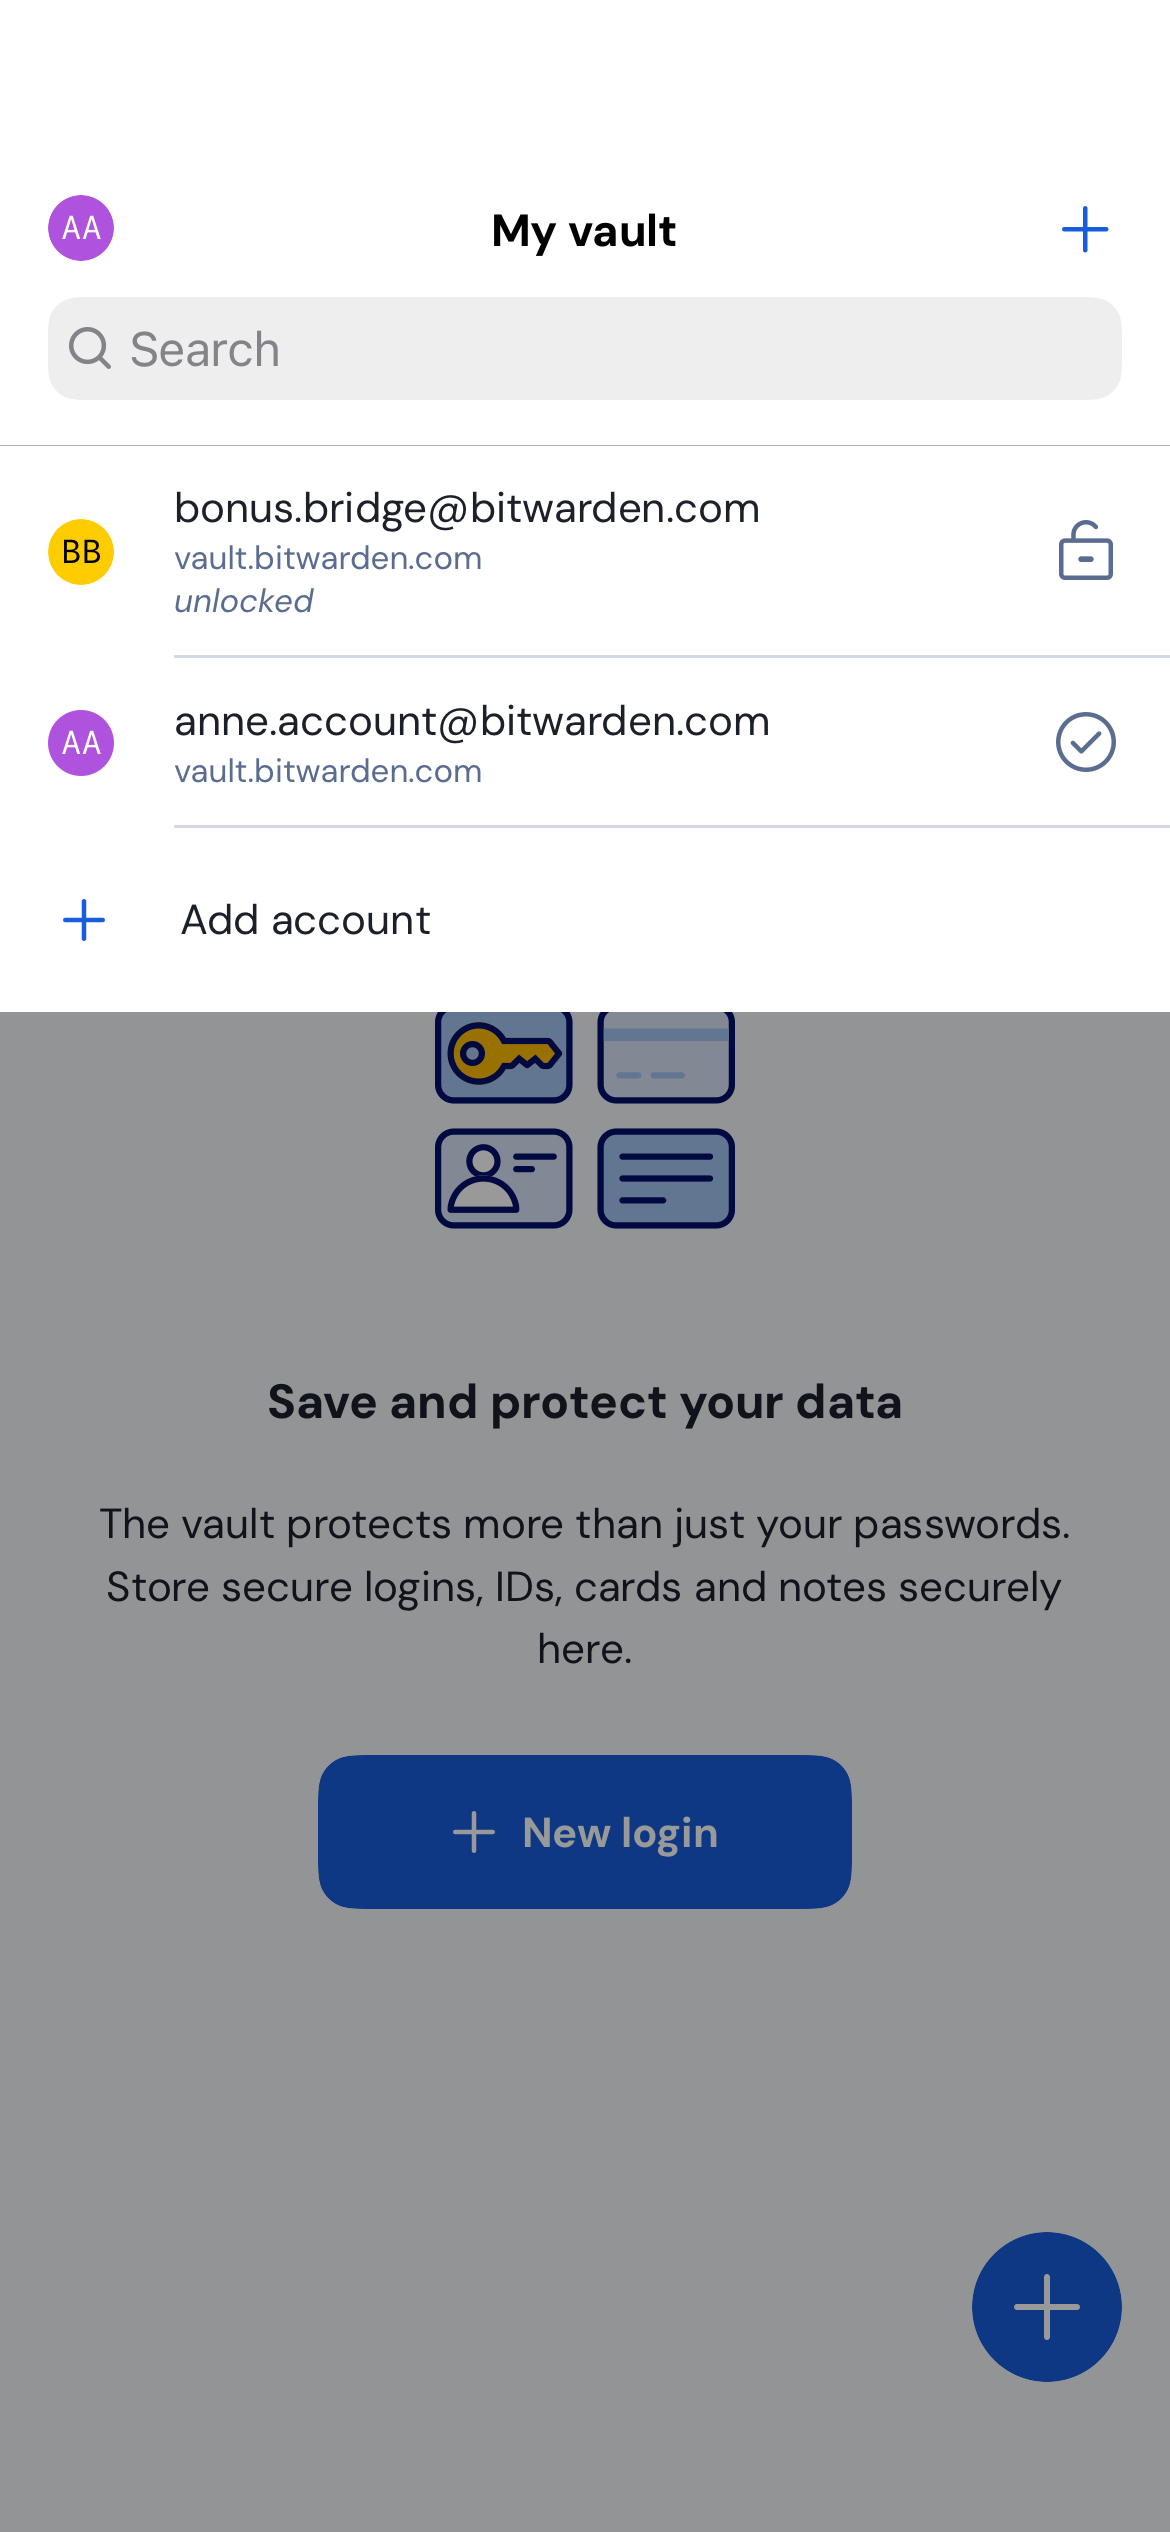 AA
My vault
Search
BB
bonus.bridge@bitwarden.com
vault.bitwarden.com
unlocked
AA
anne.account@bitwarden.com
vault.bitwarden.com
Add account
Save and protect your data
The vault protects more than just your passwords.
Store secure logins, IDs, cards and notes securely
here.
New login